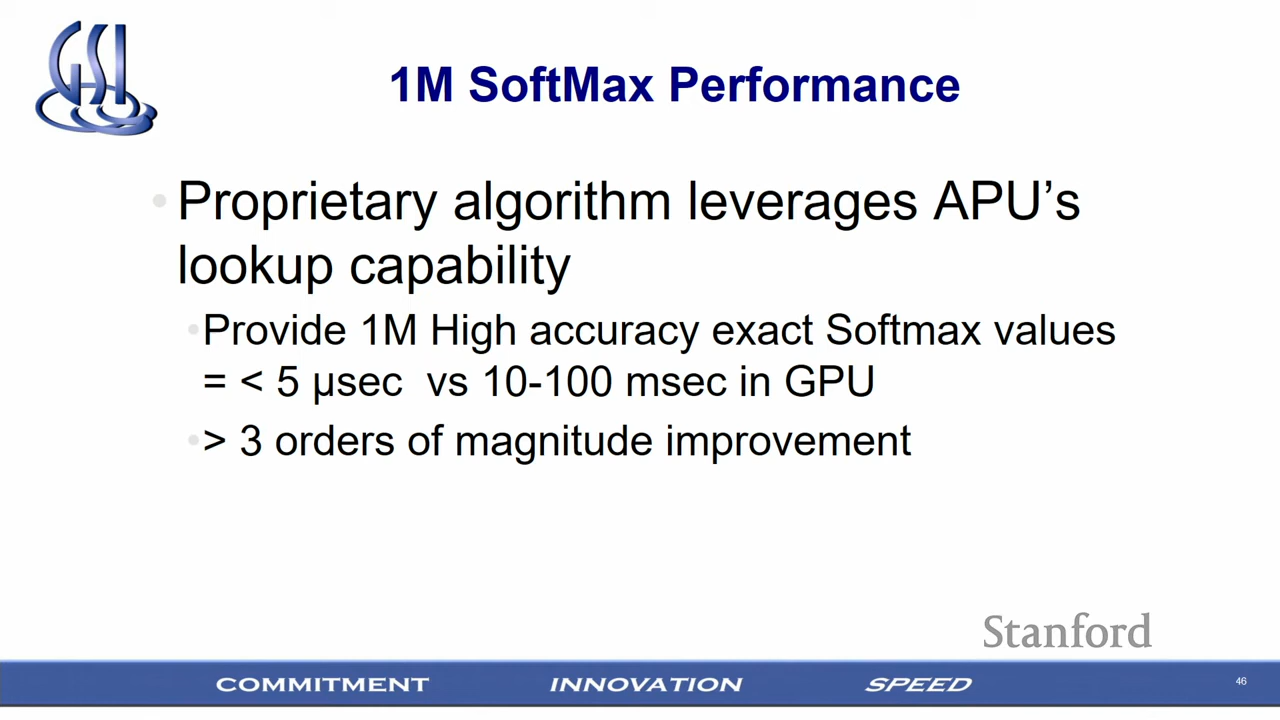 GSI
1M SoftMax Performance
• Proprietary algorithm leverages APU’s
lookup capability
• Provide 1M High accuracy exact Softmax values
= < 5 µsec  vs 10-100 msec in GPU
• > 3 orders of magnitude improvement
Stanford
COMMITMENT INNOVATION SPEED 46